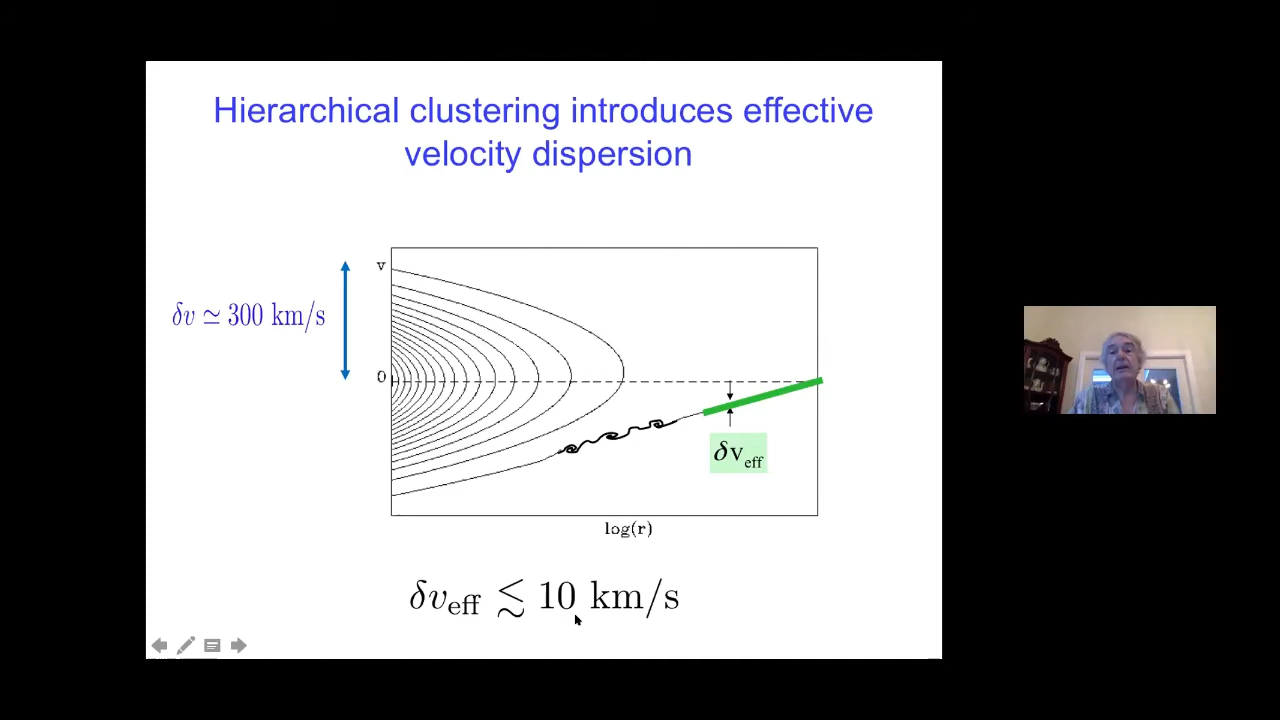 Hierarchical clustering introduces effective
velocity dispersion
v
δv ≃ 300 km/s
0
δv_eff
log(r)
δv_eff ≲ 10 km/s